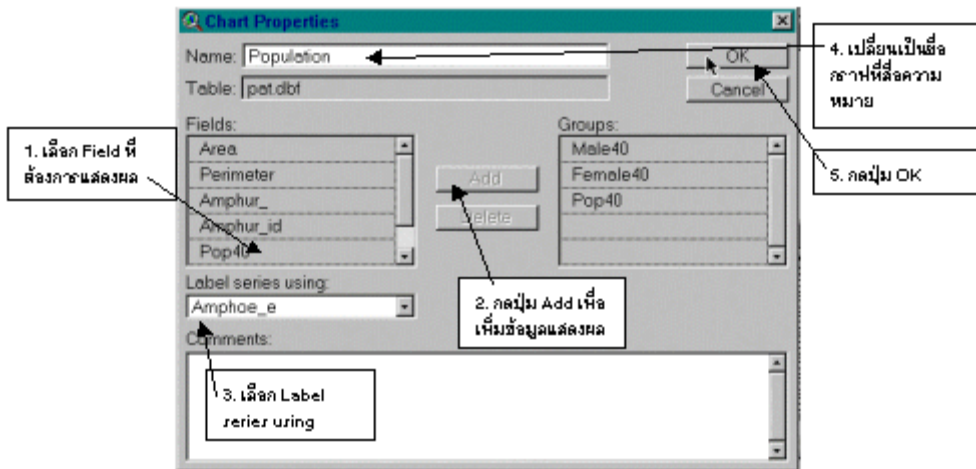 Chart Properties
Name: Population
OK
Table: pat.dbf
Cancel
4. เปลี่ยนเป็นชื่อ
กราฟที่สื่อความ
หมาย
Fields:
Groups:
1. เลือก Field ที่
ต้องการแสดงผล
Area
Perimeter
Amphur_
Amphur_id
Pop40
Add
Delete
Male40
Female40
Pop40
5. กดปุ่ม OK
Label series using:
Amphoe_e
2. กดปุ่ม Add เพื่อ
เพิ่มข้อมูลแสดงผล
Comments:
3. เลือก Label
series using